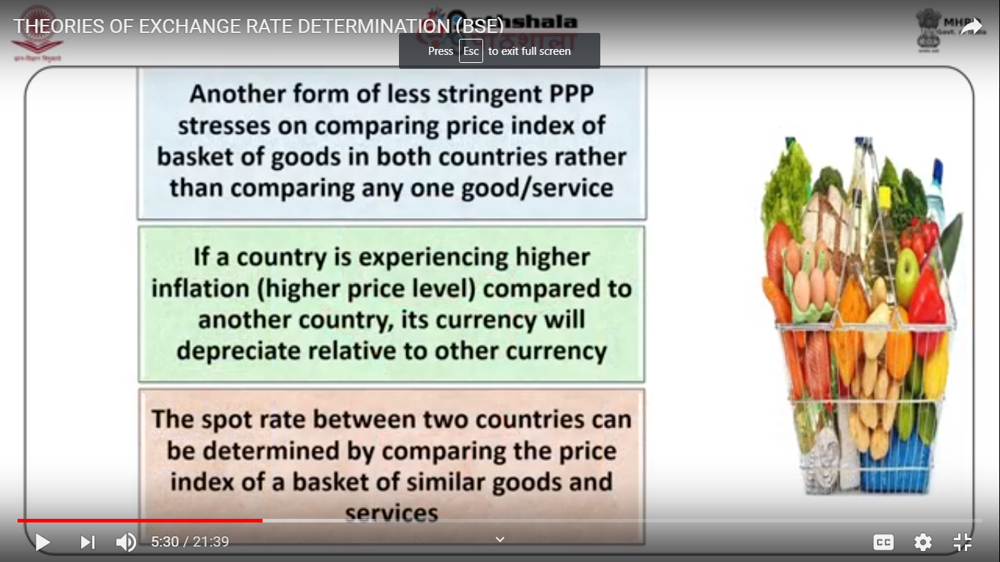 THEORIES OF EXCHANGE RATE DETERMINATION (BSE)
Press Esc to exit full screen
Another form of less stringent PPP
stresses on comparing price index of
basket of goods in both countries rather
than comparing any one good/service
If a country is experiencing higher
inflation (higher price level) compared to
another country, its currency will
depreciate relative to other currency
The spot rate between two countries can
be determined by comparing the price
index of a basket of similar goods and
services
5:30 / 21:39
CC